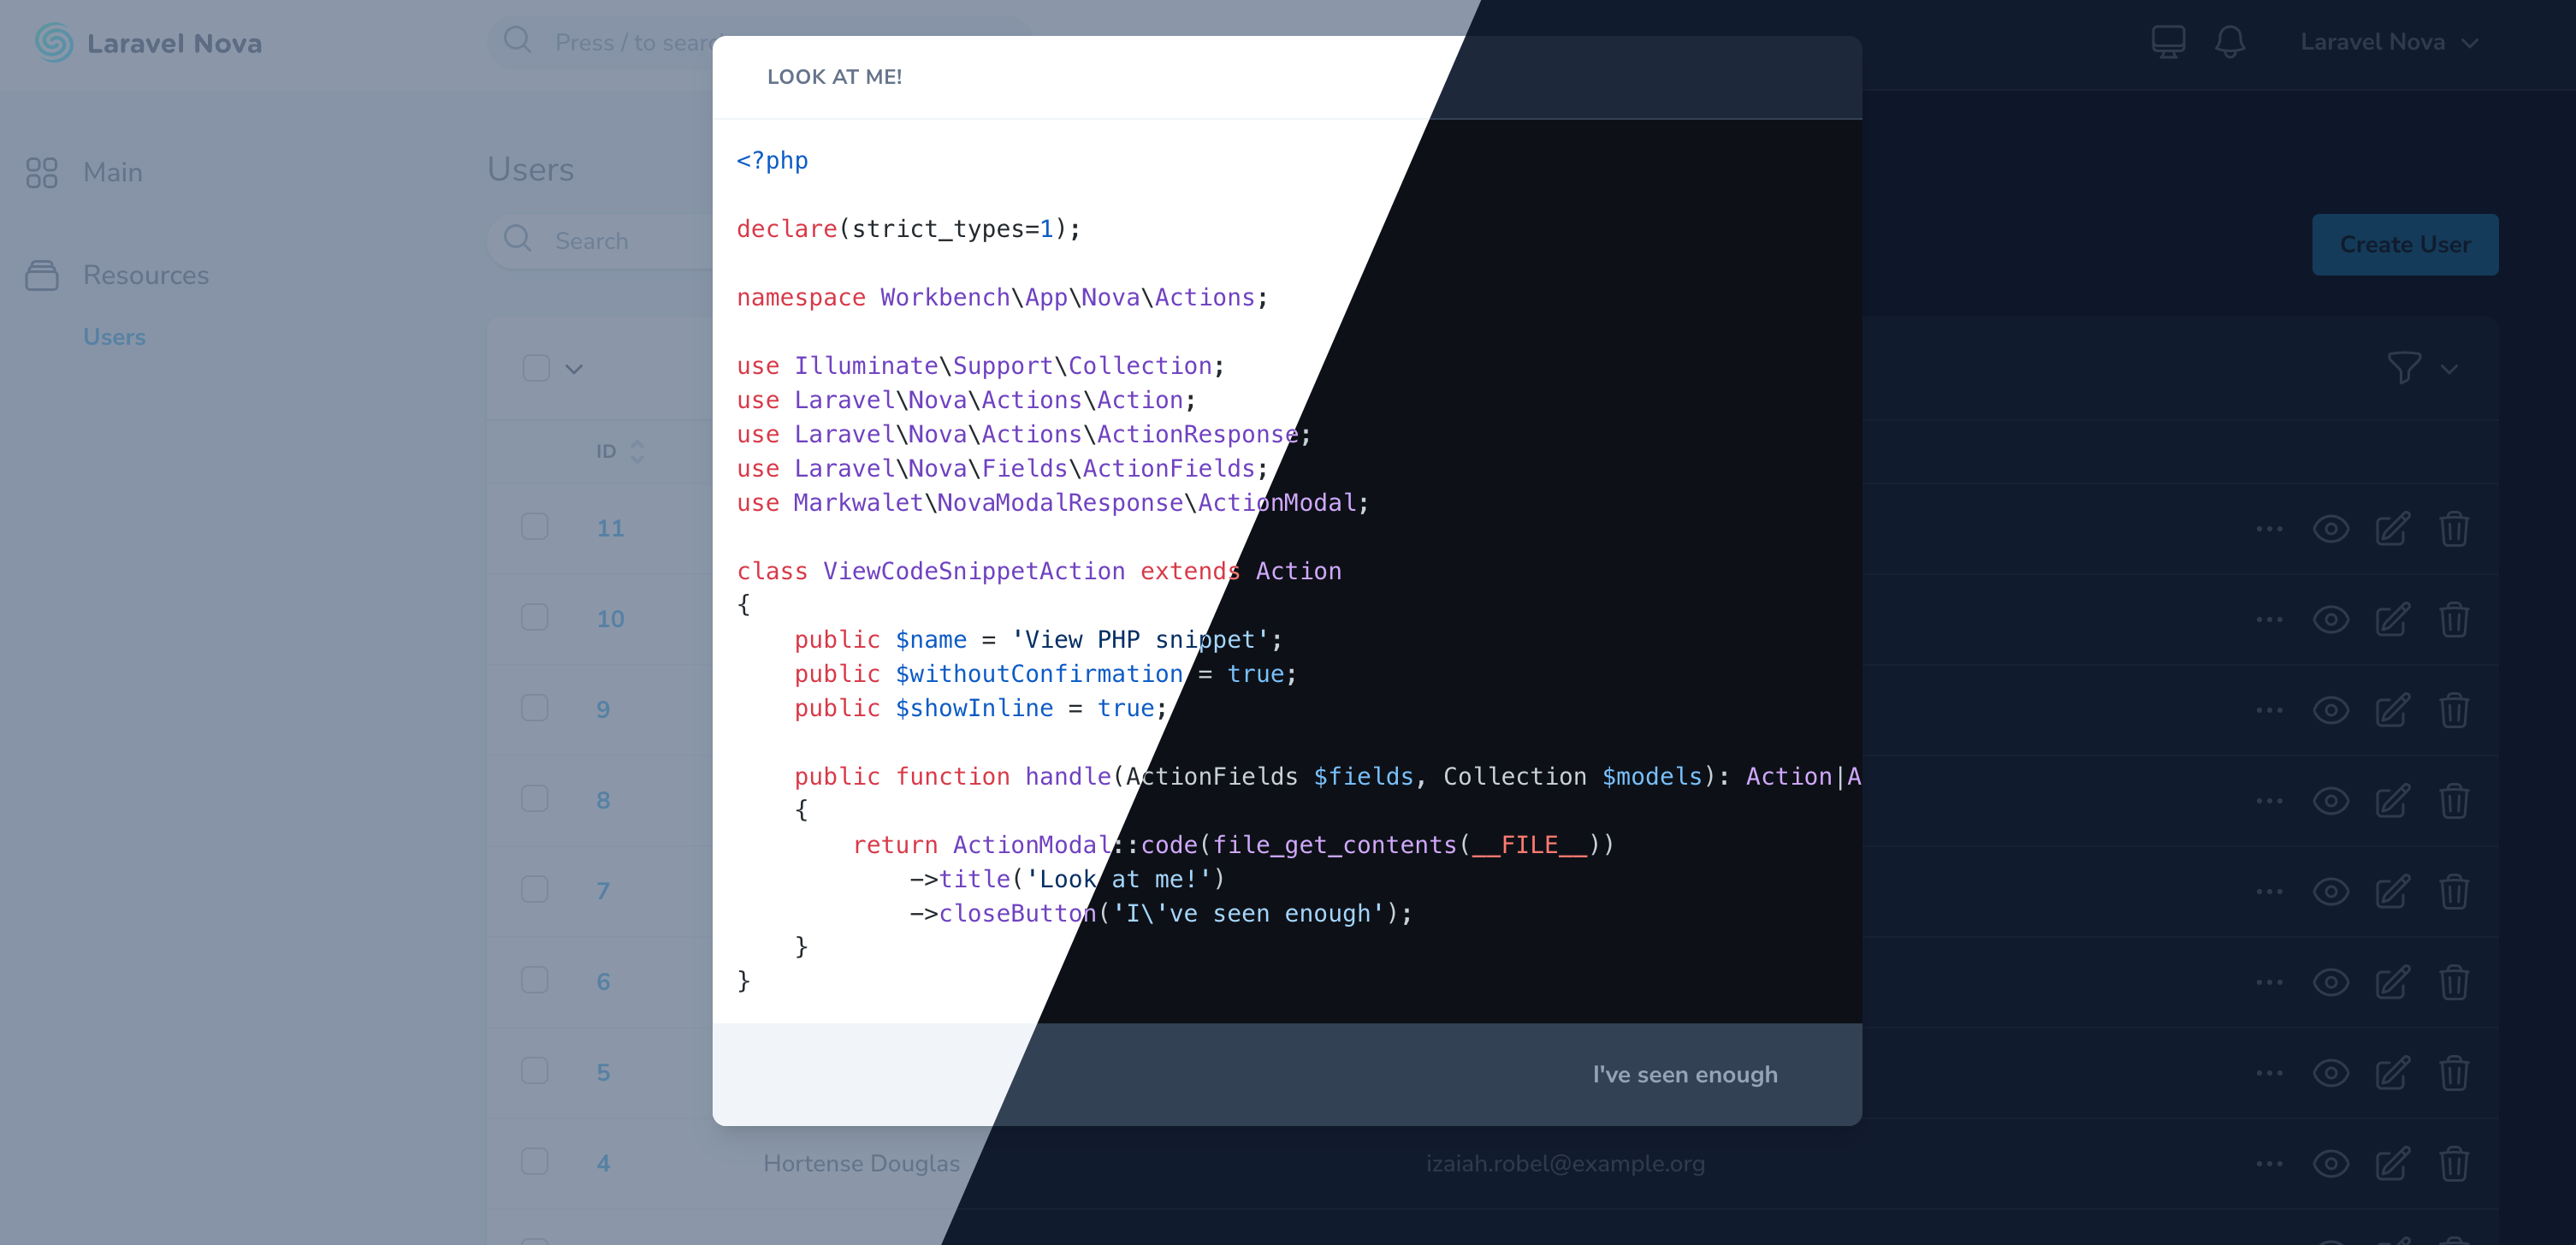 Laravel Nova
Press / to searc
Laravel Nova
Main
Resources
Users
Users
Search
Create User
ID
11
10
9
8
7
6
5
4
Hortense Douglas
izaiah.robel@example.org
LOOK AT ME!
<?php
declare(strict_types=1);
namespace Workbench\App\Nova\Actions;
use Illuminate\Support\Collection;
use Laravel\Nova\Actions\Action;
use Laravel\Nova\Actions\ActionResponse;
use Laravel\Nova\Fields\ActionFields;
use Markwalet\NovaModalResponse\ActionModal;
class ViewCodeSnippetAction extends Action
{
    public $name = 'View PHP snippet';
    public $withoutConfirmation = true;
    public $showInline = true;
    public function handle(ActionFields $fields, Collection $models): Action|A
    {
        return ActionModal::code(file_get_contents(__FILE__))
            ->title('Look at me!')
            ->closeButton('I\'ve seen enough');
    }
}
I've seen enough